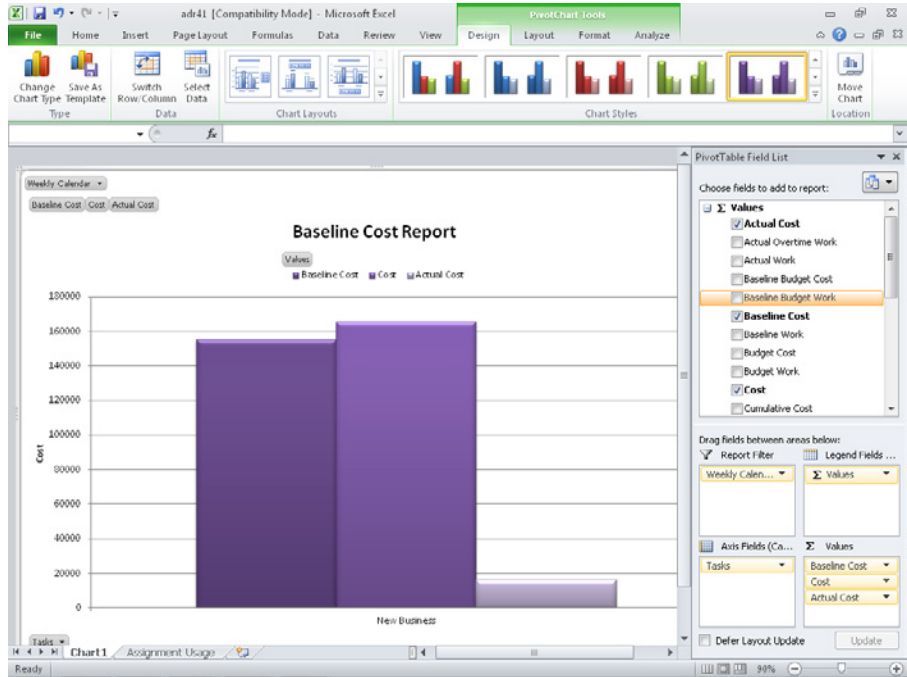 adr41 [Compatibility Mode] - Microsoft Excel
PivotChart Tools
File Home Insert Page Layout Formulas Data Review View Design Layout Format Analyze
Change Chart Type
Save As Template
Switch Row/Column
Select Data
Move Chart
Type Data Chart Layouts Chart Styles Location
fx
PivotTable Field List
Weekly Calendar
Choose fields to add to report:
Baseline Cost Cost Actual Cost
Σ Values
Actual Cost
Actual Overtime Work
Actual Work
Baseline Budget Cost
Baseline Budget Work
Baseline Cost
Baseline Work
Budget Cost
Budget Work
Cost
Cumulative Cost
Baseline Cost Report
Values
Baseline Cost Cost Actual Cost
180000
160000
140000
120000
100000
80000
60000
40000
20000
0
Cost
New Business
Tasks
Drag fields between areas below:
Report Filter
Weekly Calen...
Legend Fields ...
Σ Values
Axis Fields (Ca...
Tasks
Σ Values
Baseline Cost
Cost
Actual Cost
Defer Layout Update
Update
Chart1 Assignment Usage
Ready
90%